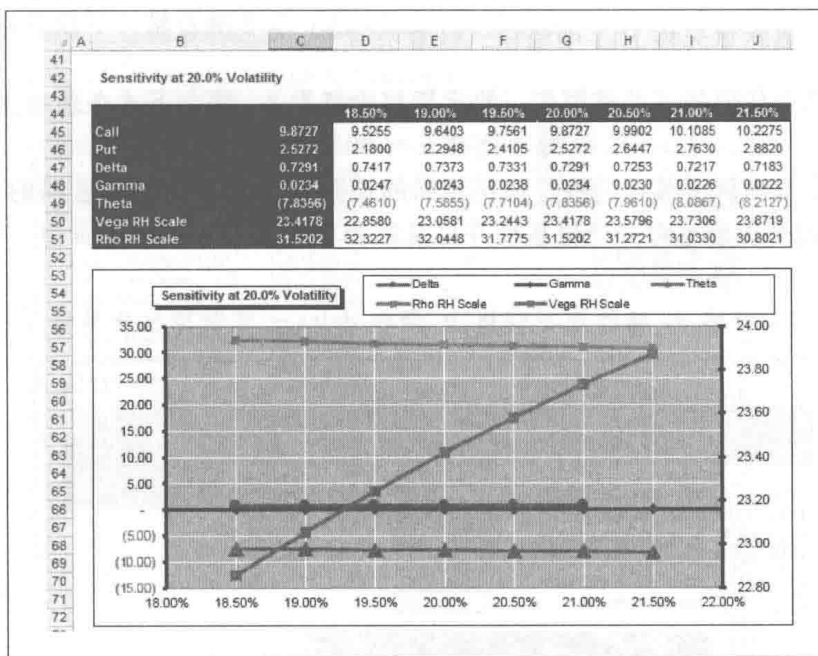 A B C D E F G H I J
41
42 Sensitivity at 20.0% Volatility
43
44 18.50% 19.00% 19.50% 20.00% 20.50% 21.00% 21.50%
45 Call 9.8727 9.5255 9.6403 9.7561 9.8727 9.9902 10.1085 10.2275
46 Put 2.5272 2.1800 2.2948 2.4105 2.5272 2.6447 2.7630 2.8820
47 Delta 0.7291 0.7417 0.7373 0.7331 0.7291 0.7253 0.7217 0.7183
48 Gamma 0.0234 0.0247 0.0243 0.0238 0.0234 0.0230 0.0226 0.0222
49 Theta (7.8356) (7.4610) (7.5855) (7.7104) (7.8356) (7.9610) (8.0867) (8.2127)
50 Vega RH Scale 23.4178 22.8580 23.0581 23.2443 23.4178 23.5796 23.7306 23.8719
51 Rho RH Scale 31.5202 32.3227 32.0448 31.7775 31.5202 31.2721 31.0330 30.8021
52
53 Delta Gamma Theta
54 Sensitivity at 20.0% Volatility
55 Rho RH Scale Vega RH Scale
56 35.00 24.00
57 30.00
58 25.00 23.80
59
60 20.00 23.60
61
62 15.00
63 10.00 23.40
64
65 5.00 23.20
66 -
67 (5.00)
68 23.00
69 (10.00)
70 (15.00) 22.80
71 18.00% 18.50% 19.00% 19.50% 20.00% 20.50% 21.00% 21.50% 22.00%
72